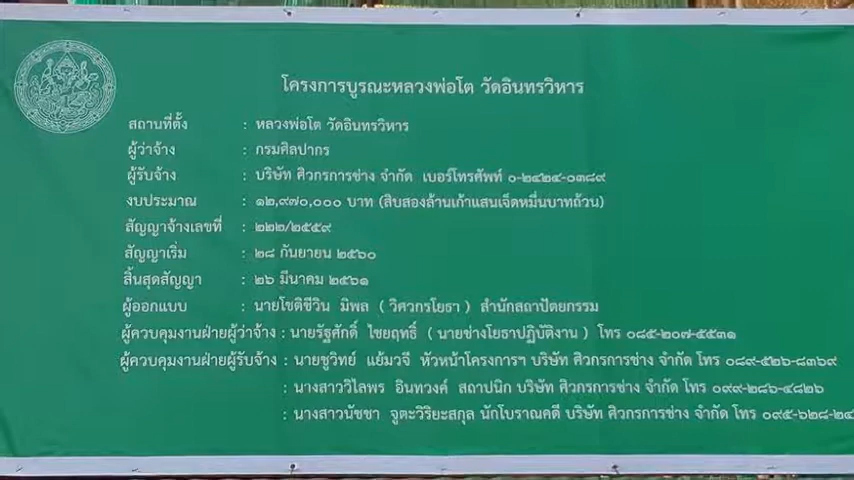 โครงการบูรณะหลวงพ่อโต วัดอินทรวิหาร
สถานที่ตั้ง : หลวงพ่อโต วัดอินทรวิหาร
ผู้ว่าจ้าง : กรมศิลปากร
ผู้รับจ้าง : บริษัท ศิวกรการช่าง จำกัด เบอร์โทรศัพท์ ๐-๒๔๒๔-๐๓๘๙
งบประมาณ : ๑๒,๙๗๐,๐๐๐ บาท (สิบสองล้านเก้าแสนเจ็ดหมื่นบาทถ้วน)
สัญญาจ้างเลขที่ : ๒๒๒/๒๕๕๙
สัญญาเริ่ม : ๒๘ กันยายน ๒๕๖๐
สิ้นสุดสัญญา : ๒๖ มีนาคม ๒๕๖๑
ผู้ออกแบบ : นายโชติชีวิน มิพล ( วิศวกรโยธา ) สำนักสถาปัตยกรรม
ผู้ควบคุมงานฝ่ายผู้ว่าจ้าง : นายรัฐศักดิ์ ไชยฤทธิ์ ( นายช่างโยธาปฏิบัติงาน ) โทร ๐๘๕-๒๐๗-๕๕๓๑
ผู้ควบคุมงานฝ่ายผู้รับจ้าง : นายชูวิทย์ แย้มวจี หัวหน้าโครงการฯ บริษัท ศิวกรการช่าง จำกัด โทร ๐๘๙-๕๒๖-๘๓๖๙
: นางสาววิไลพร อินทวงค์ สถาปนิก บริษัท ศิวกรการช่าง จำกัด โทร ๐๙๙-๒๘๖-๔๘๒๖
: นางสาวนัชชา จูตะวิริยะสกุล นักโบราณคดี บริษัท ศิวกรการช่าง จำกัด โทร ๐๙๕-๖๒๘-๒๔